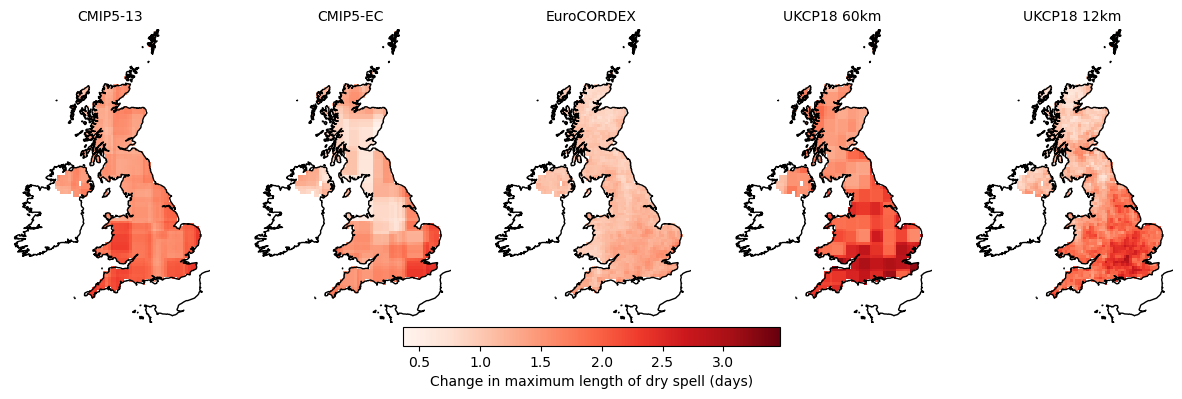 CMIP5-13 CMIP5-EC EuroCORDEX UKCP18 60km UKCP18 12km
0.5 1.0 1.5 2.0 2.5 3.0
Change in maximum length of dry spell (days)